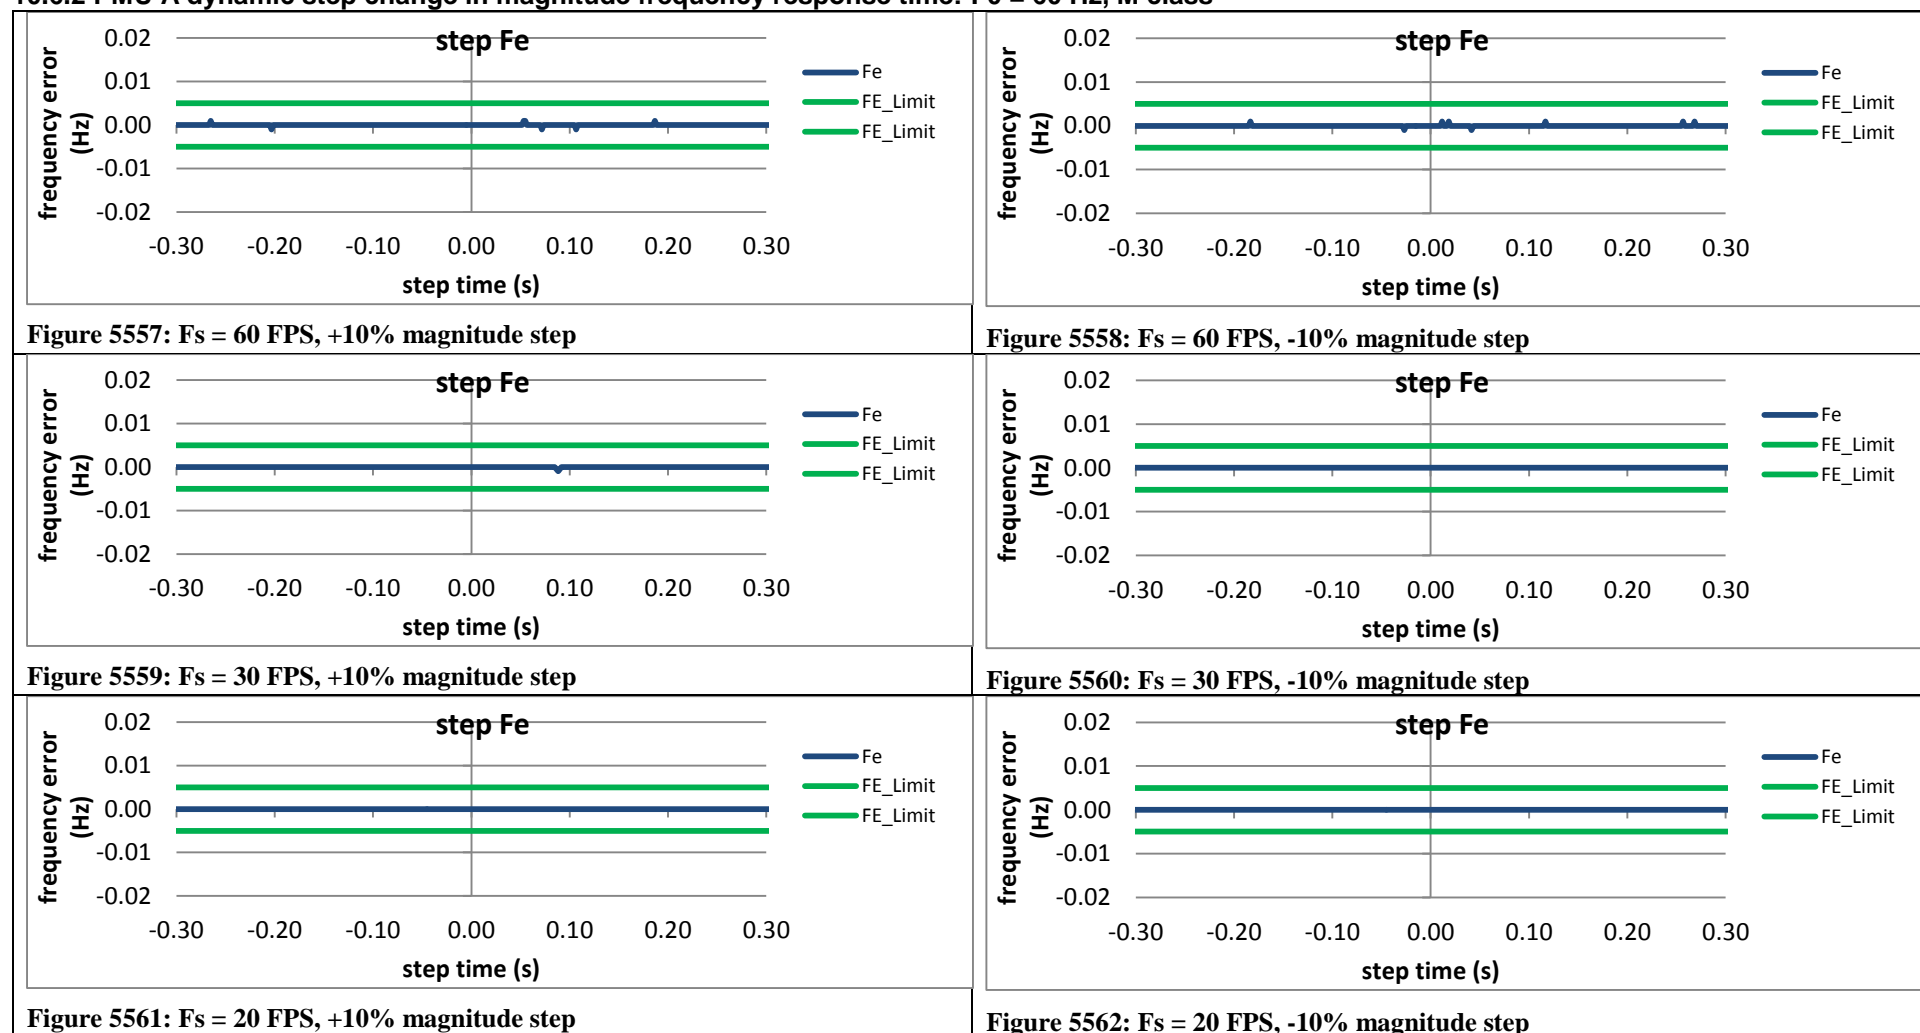 step Fe
0.02
0.01
0.00
-0.01
-0.02
frequency error
(Hz)
-0.30 -0.20 -0.10 0.00 0.10 0.20 0.30
step time (s)
Fe
FE_Limit
FE_Limit
Figure 5557: Fs = 60 FPS, +10% magnitude step
step Fe
0.02
0.01
0.00
-0.01
-0.02
frequency error
(Hz)
-0.30 -0.20 -0.10 0.00 0.10 0.20 0.30
step time (s)
Fe
FE_Limit
FE_Limit
Figure 5558: Fs = 60 FPS, -10% magnitude step
step Fe
0.02
0.01
0.00
-0.01
-0.02
frequency error
(Hz)
-0.30 -0.20 -0.10 0.00 0.10 0.20 0.30
step time (s)
Fe
FE_Limit
FE_Limit
Figure 5559: Fs = 30 FPS, +10% magnitude step
step Fe
0.02
0.01
0.00
-0.01
-0.02
frequency error
(Hz)
-0.30 -0.20 -0.10 0.00 0.10 0.20 0.30
step time (s)
Fe
FE_Limit
FE_Limit
Figure 5560: Fs = 30 FPS, -10% magnitude step
step Fe
0.02
0.01
0.00
-0.01
-0.02
frequency error
(Hz)
-0.30 -0.20 -0.10 0.00 0.10 0.20 0.30
step time (s)
Fe
FE_Limit
FE_Limit
Figure 5561: Fs = 20 FPS, +10% magnitude step
step Fe
0.02
0.01
0.00
-0.01
-0.02
frequency error
(Hz)
-0.30 -0.20 -0.10 0.00 0.10 0.20 0.30
step time (s)
Fe
FE_Limit
FE_Limit
Figure 5562: Fs = 20 FPS, -10% magnitude step